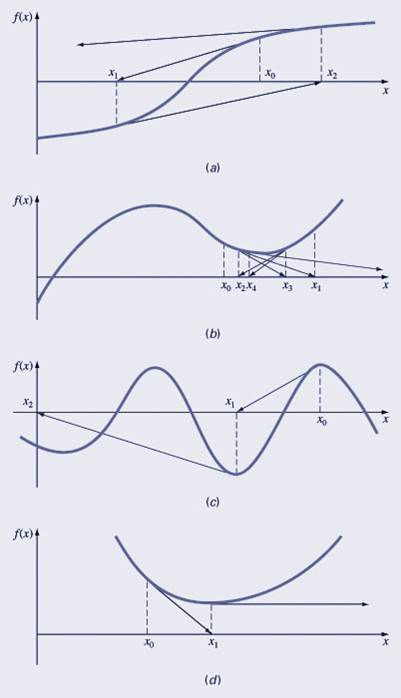 f(x)
x₁ x₀ x₂
x
(a)
f(x)
x₀ x₂ x₄ x₃ x₁ x
(b)
f(x)
x₂ x₁
x₀ x
(c)
f(x)
x₀ x₁ x
(d)